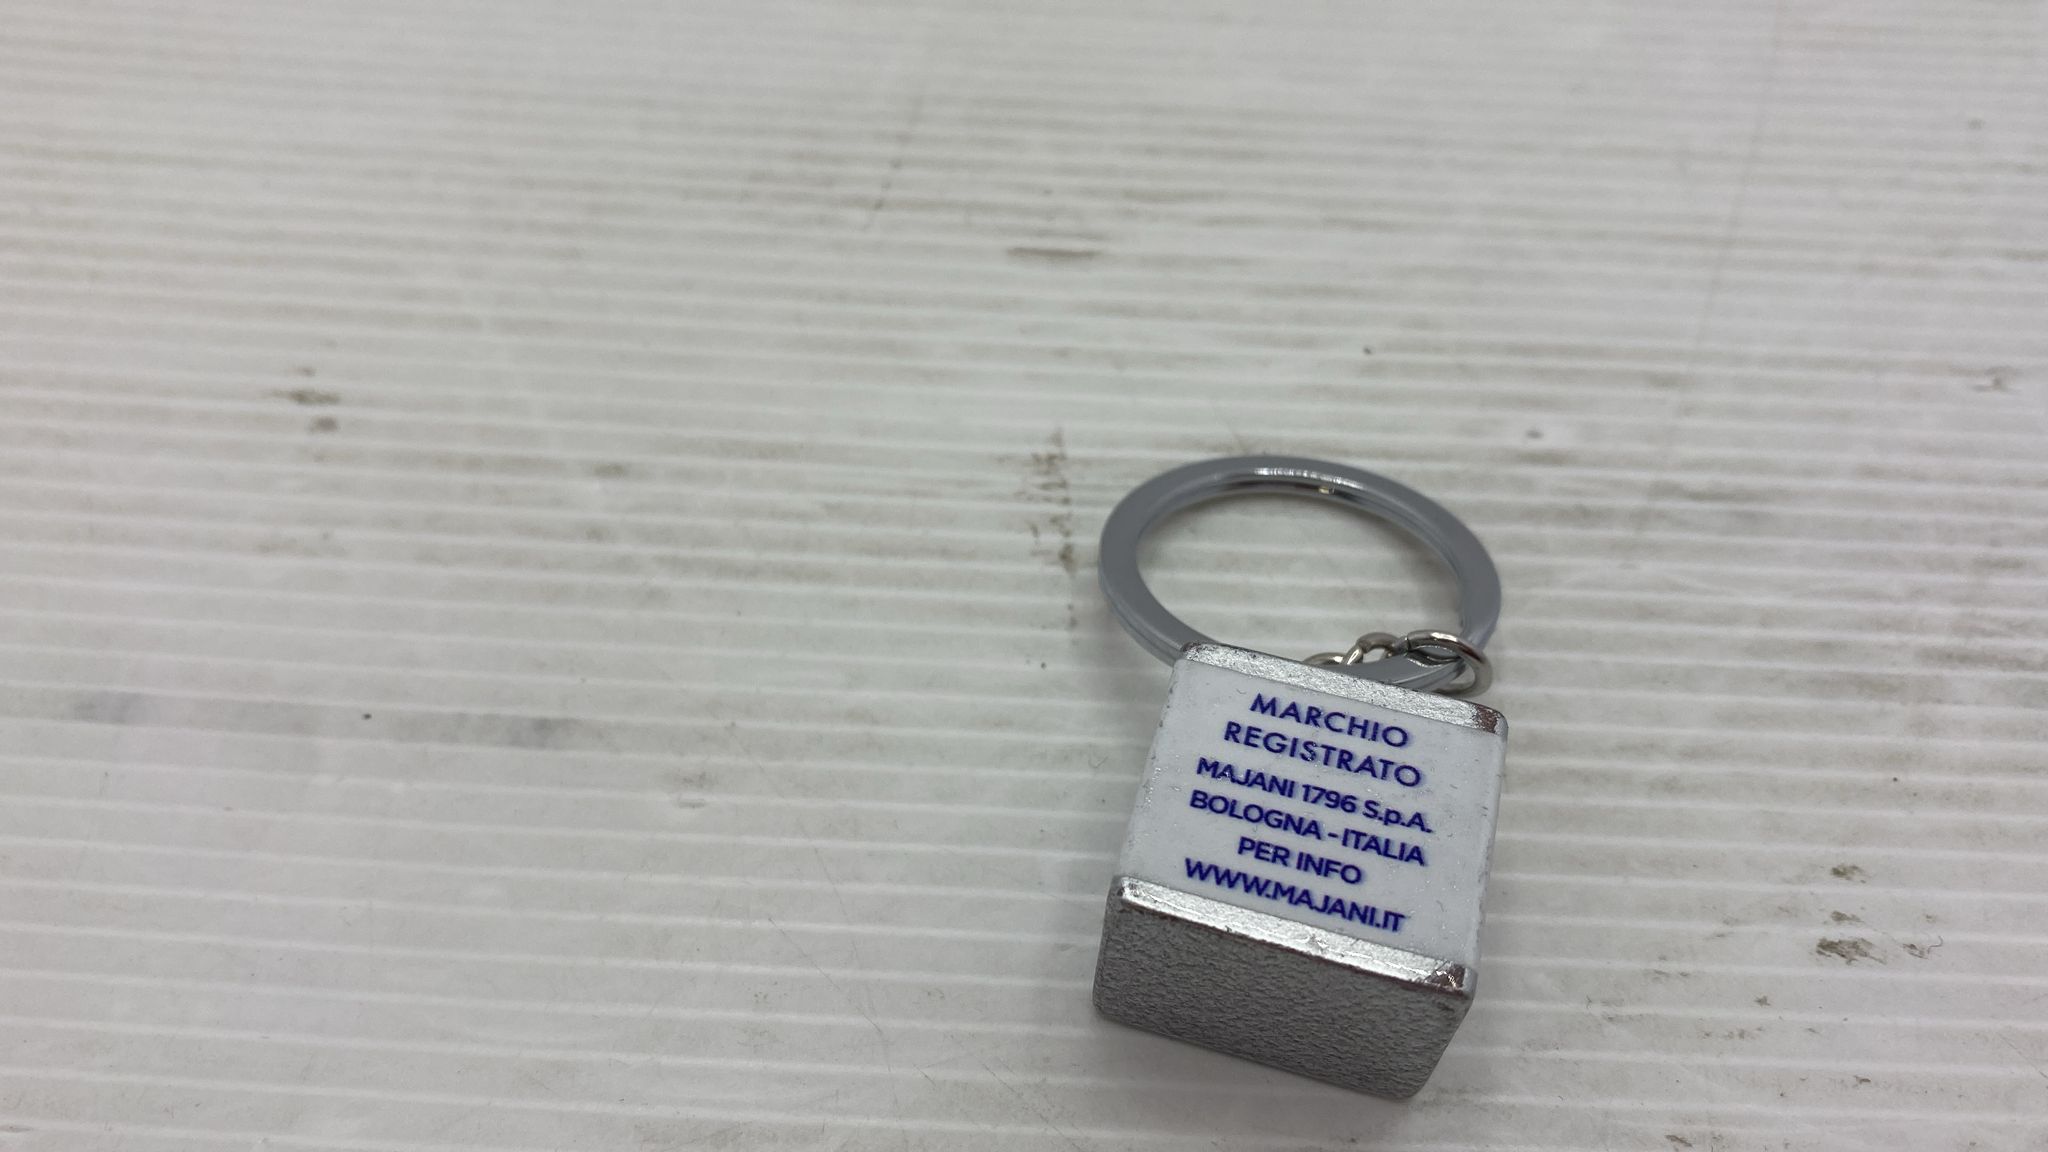 MARCHIO
REGISTRATO
MAJANI 1796 S.p.A.
BOLOGNA - ITALIA
PER INFO
WWW.MAJANI.IT